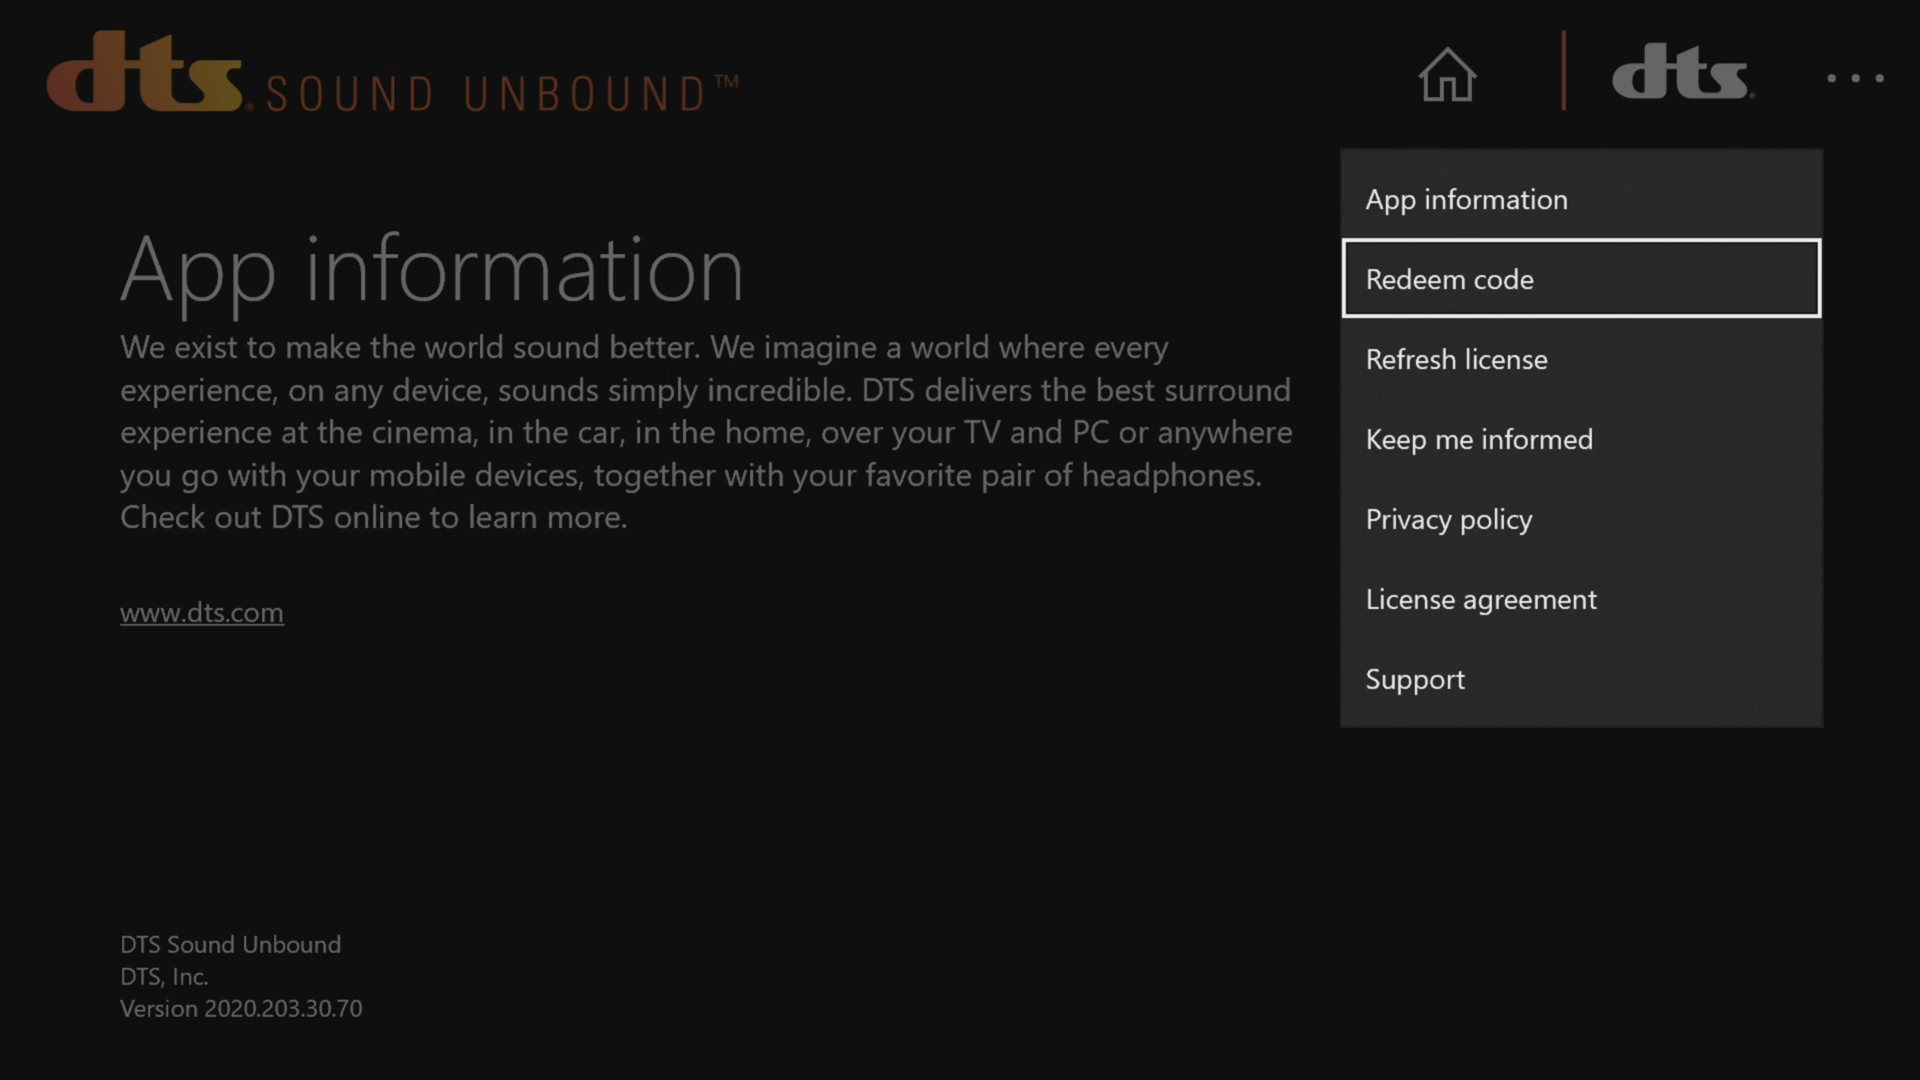 dts® SOUND UNBOUND™
dts®
App information
We exist to make the world sound better. We imagine a world where every
experience, on any device, sounds simply incredible. DTS delivers the best surround
experience at the cinema, in the car, in the home, over your TV and PC or anywhere
you go with your mobile devices, together with your favorite pair of headphones.
Check out DTS online to learn more.
www.dts.com
App information
Redeem code
Refresh license
Keep me informed
Privacy policy
License agreement
Support
DTS Sound Unbound
DTS, Inc.
Version 2020.203.30.70